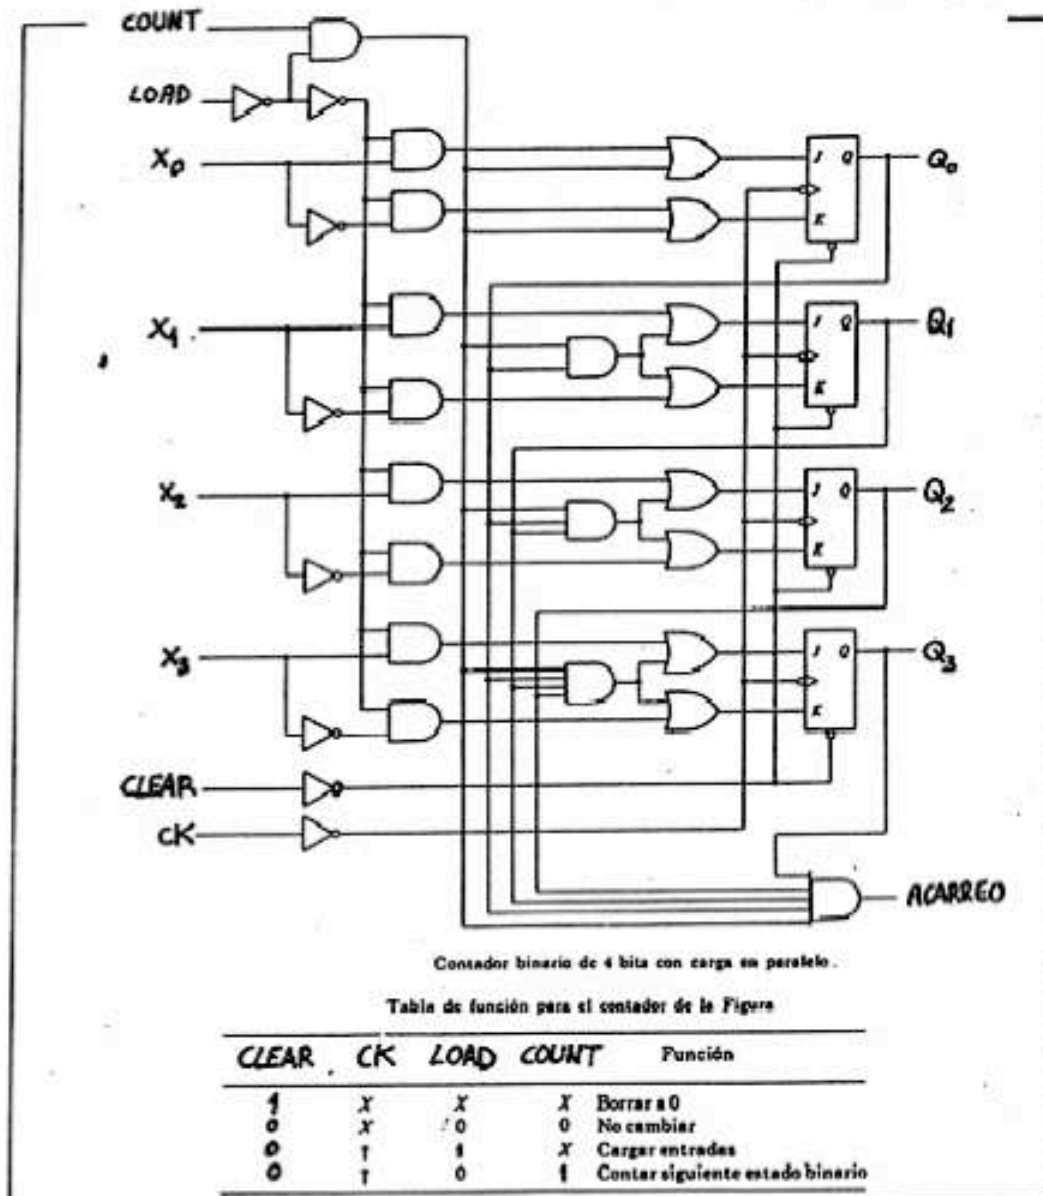 COUNT
LOAD
X0
J Q
Q0
K
X1
J Q
Q1
K
X2
J Q
Q2
K
X3
J Q
Q3
K
CLEAR
CK
ACARREO
Contador binario de 4 bits con carga en paralelo.
Tabla de función para el contador de la Figura
CLEAR CK LOAD COUNT Función
1 X X X Borrar a 0
0 X 0 0 No cambiar
0 ↑ 1 X Cargar entradas
0 ↑ 0 1 Contar siguiente estado binario